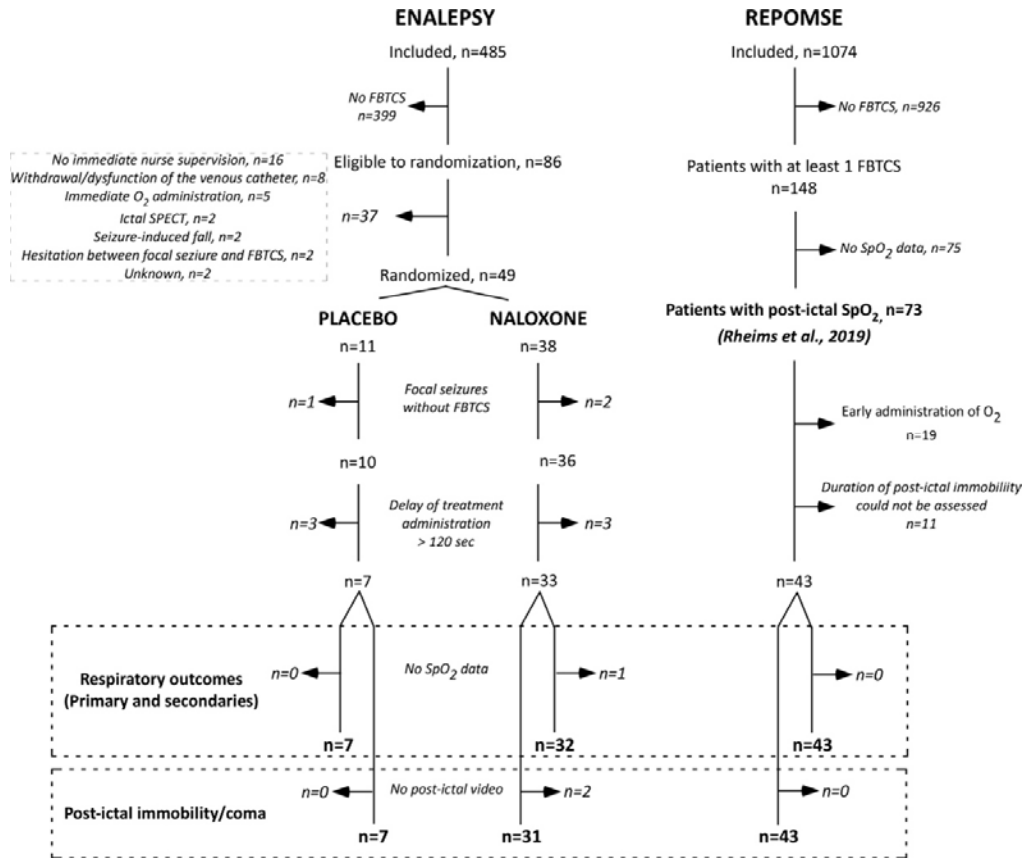 ENALEPSY
Included, n=485
No FBTCS
n=399
Eligible to randomization, n=86
No immediate nurse supervision, n=16
Withdrawal/dysfunction of the venous catheter, n=8
Immediate O2 administration, n=5
Ictal SPECT, n=2
Seizure-induced fall, n=2
Hesitation between focal seziure and FBTCS, n=2
Unknown, n=2
n=37
Randomized, n=49
PLACEBO
NALOXONE
n=11
n=38
n=1
Focal seizures
without FBTCS
n=2
n=10
n=36
n=3
Delay of treatment
administration
> 120 sec
n=3
n=7
n=33
REPOMSE
Included, n=1074
No FBTCS, n=926
Patients with at least 1 FBTCS
n=148
No SpO2 data, n=75
Patients with post-ictal SpO2, n=73
(Rheims et al., 2019)
Early administration of O2
n=19
Duration of post-ictal immobiliity
could not be assessed
n=11
n=43
Respiratory outcomes
(Primary and secondaries)
n=0
No SpO2 data
n=1
n=0
n=7
n=32
n=43
Post-ictal immobility/coma
n=0
No post-ictal video
n=2
n=0
n=7
n=31
n=43